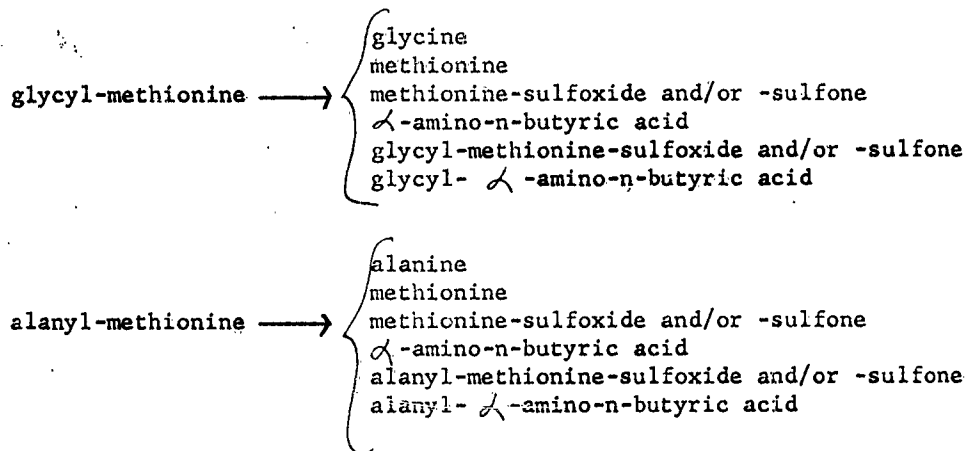 glycine
methionine
glycyl-methionine ⟶ methionine-sulfoxide and/or -sulfone
α-amino-n-butyric acid
glycyl-methionine-sulfoxide and/or -sulfone
glycyl- α -amino-n-butyric acid
alanine
methionine
alanyl-methionine ⟶ methionine-sulfoxide and/or -sulfone
α-amino-n-butyric acid
alanyl-methionine-sulfoxide and/or -sulfone
alanyl- α-amino-n-butyric acid